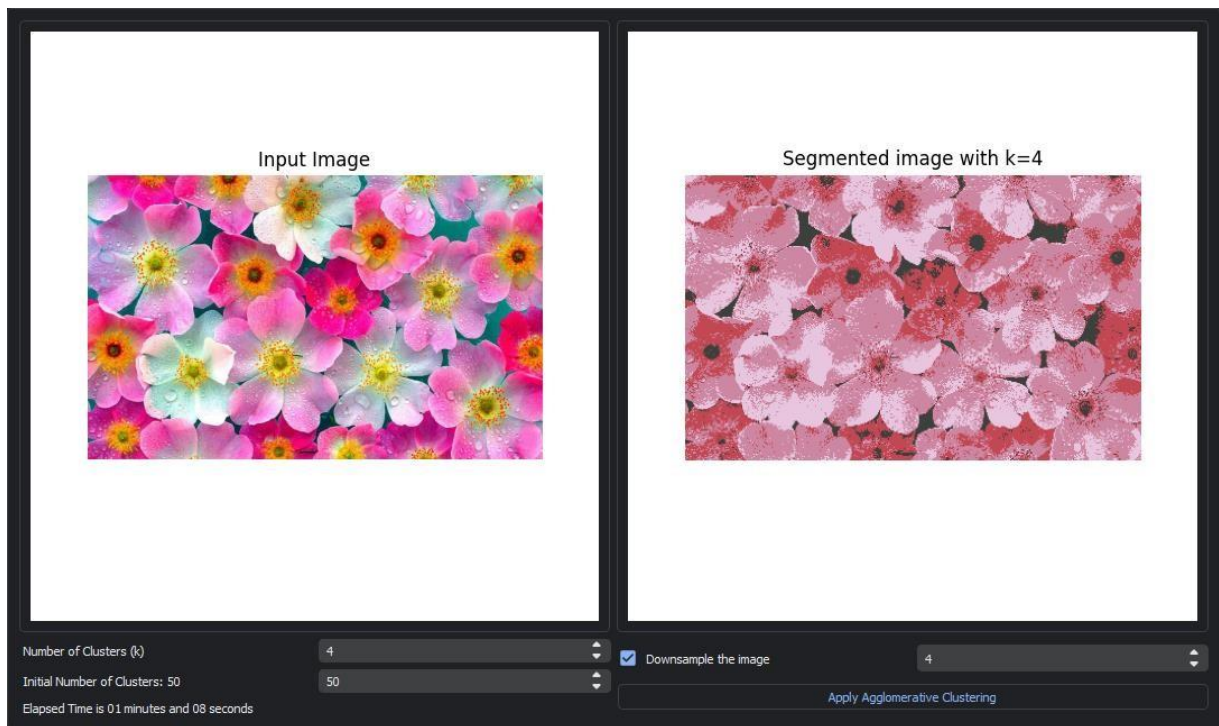 Input Image
Segmented image with k=4
Number of Clusters (k)
4
Downsample the image
4
Initial Number of Clusters: 50
50
Apply Agglomerative Clustering
Elapsed Time is 01 minutes and 08 seconds